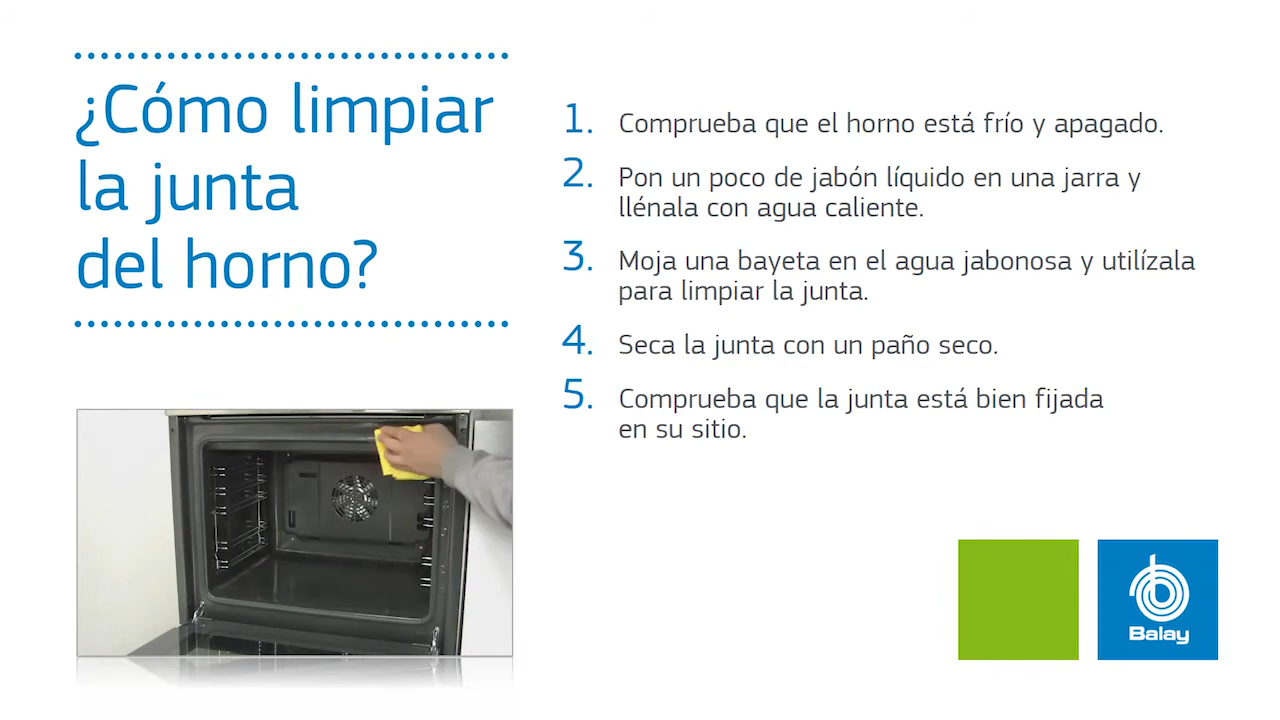 ¿Cómo limpiar
la junta
del horno?
1. Comprueba que el horno está frío y apagado.
2. Pon un poco de jabón líquido en una jarra y
llénala con agua caliente.
3. Moja una bayeta en el agua jabonosa y utilízala
para limpiar la junta.
4. Seca la junta con un paño seco.
5. Comprueba que la junta está bien fijada
en su sitio.
Balay